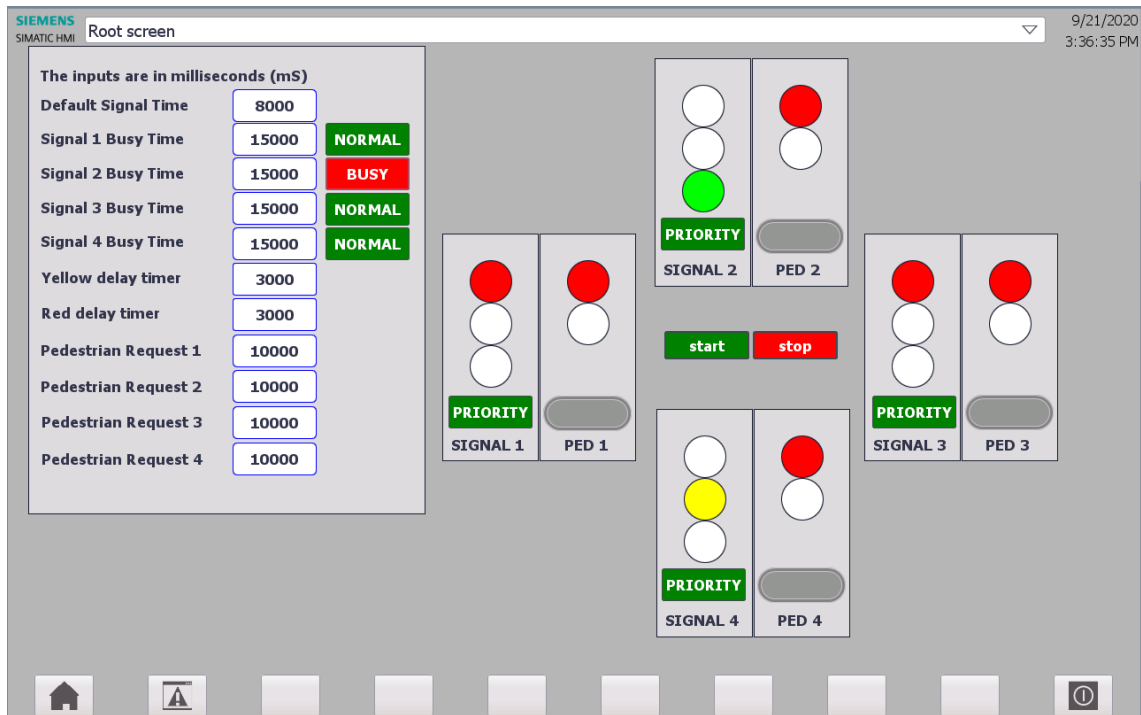 SIEMENS
SIMATIC HMI
Root screen
9/21/2020
3:36:35 PM
The inputs are in milliseconds (mS)
Default Signal Time 8000
Signal 1 Busy Time 15000 NORMAL
Signal 2 Busy Time 15000 BUSY
Signal 3 Busy Time 15000 NORMAL
Signal 4 Busy Time 15000 NORMAL
Yellow delay timer 3000
Red delay timer 3000
Pedestrian Request 1 10000
Pedestrian Request 2 10000
Pedestrian Request 3 10000
Pedestrian Request 4 10000
PRIORITY
SIGNAL 2 PED 2
start stop
PRIORITY
SIGNAL 1 PED 1
PRIORITY
SIGNAL 3 PED 3
PRIORITY
SIGNAL 4 PED 4